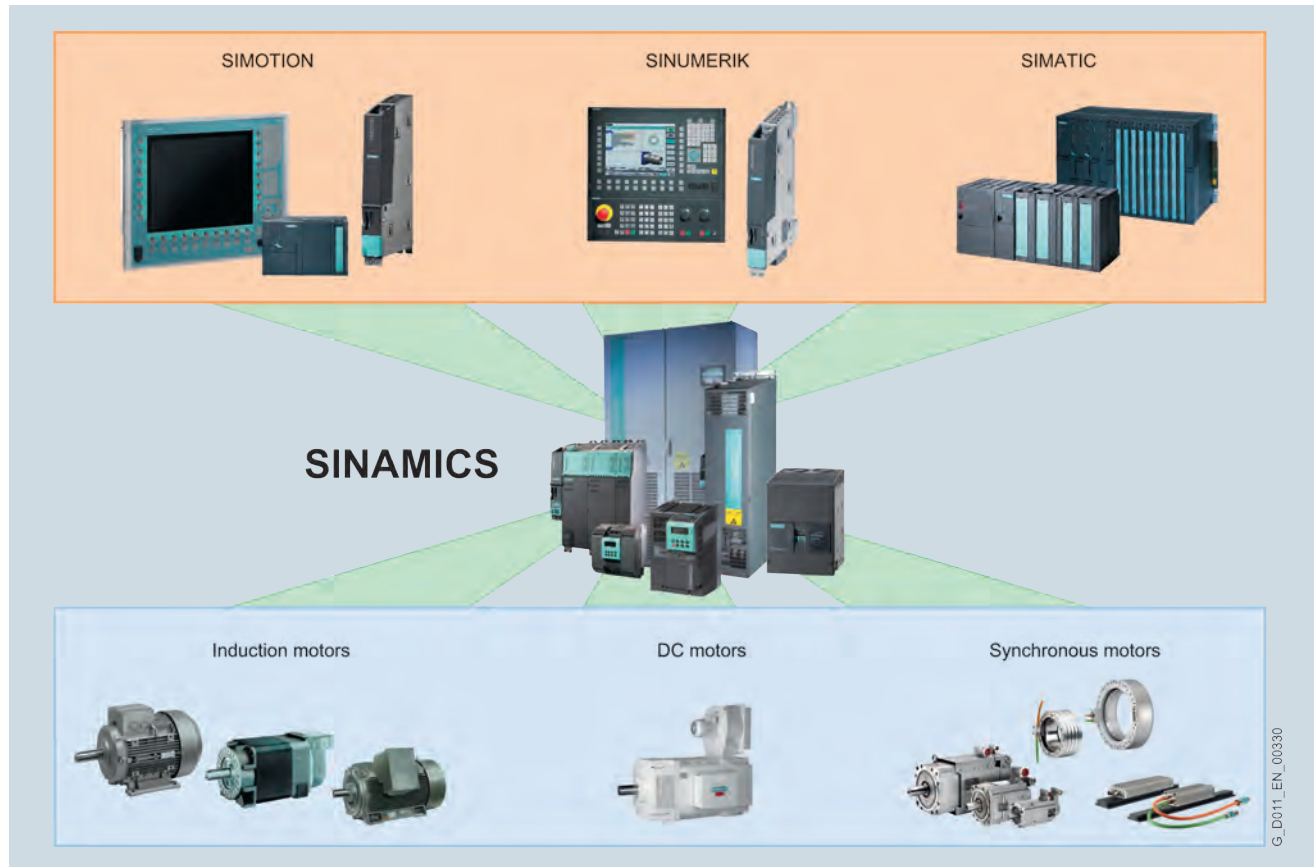 SIMOTION
SINUMERIK
SIMATIC
SINAMICS
Induction motors
DC motors
Synchronous motors
G_D011_EN_00330